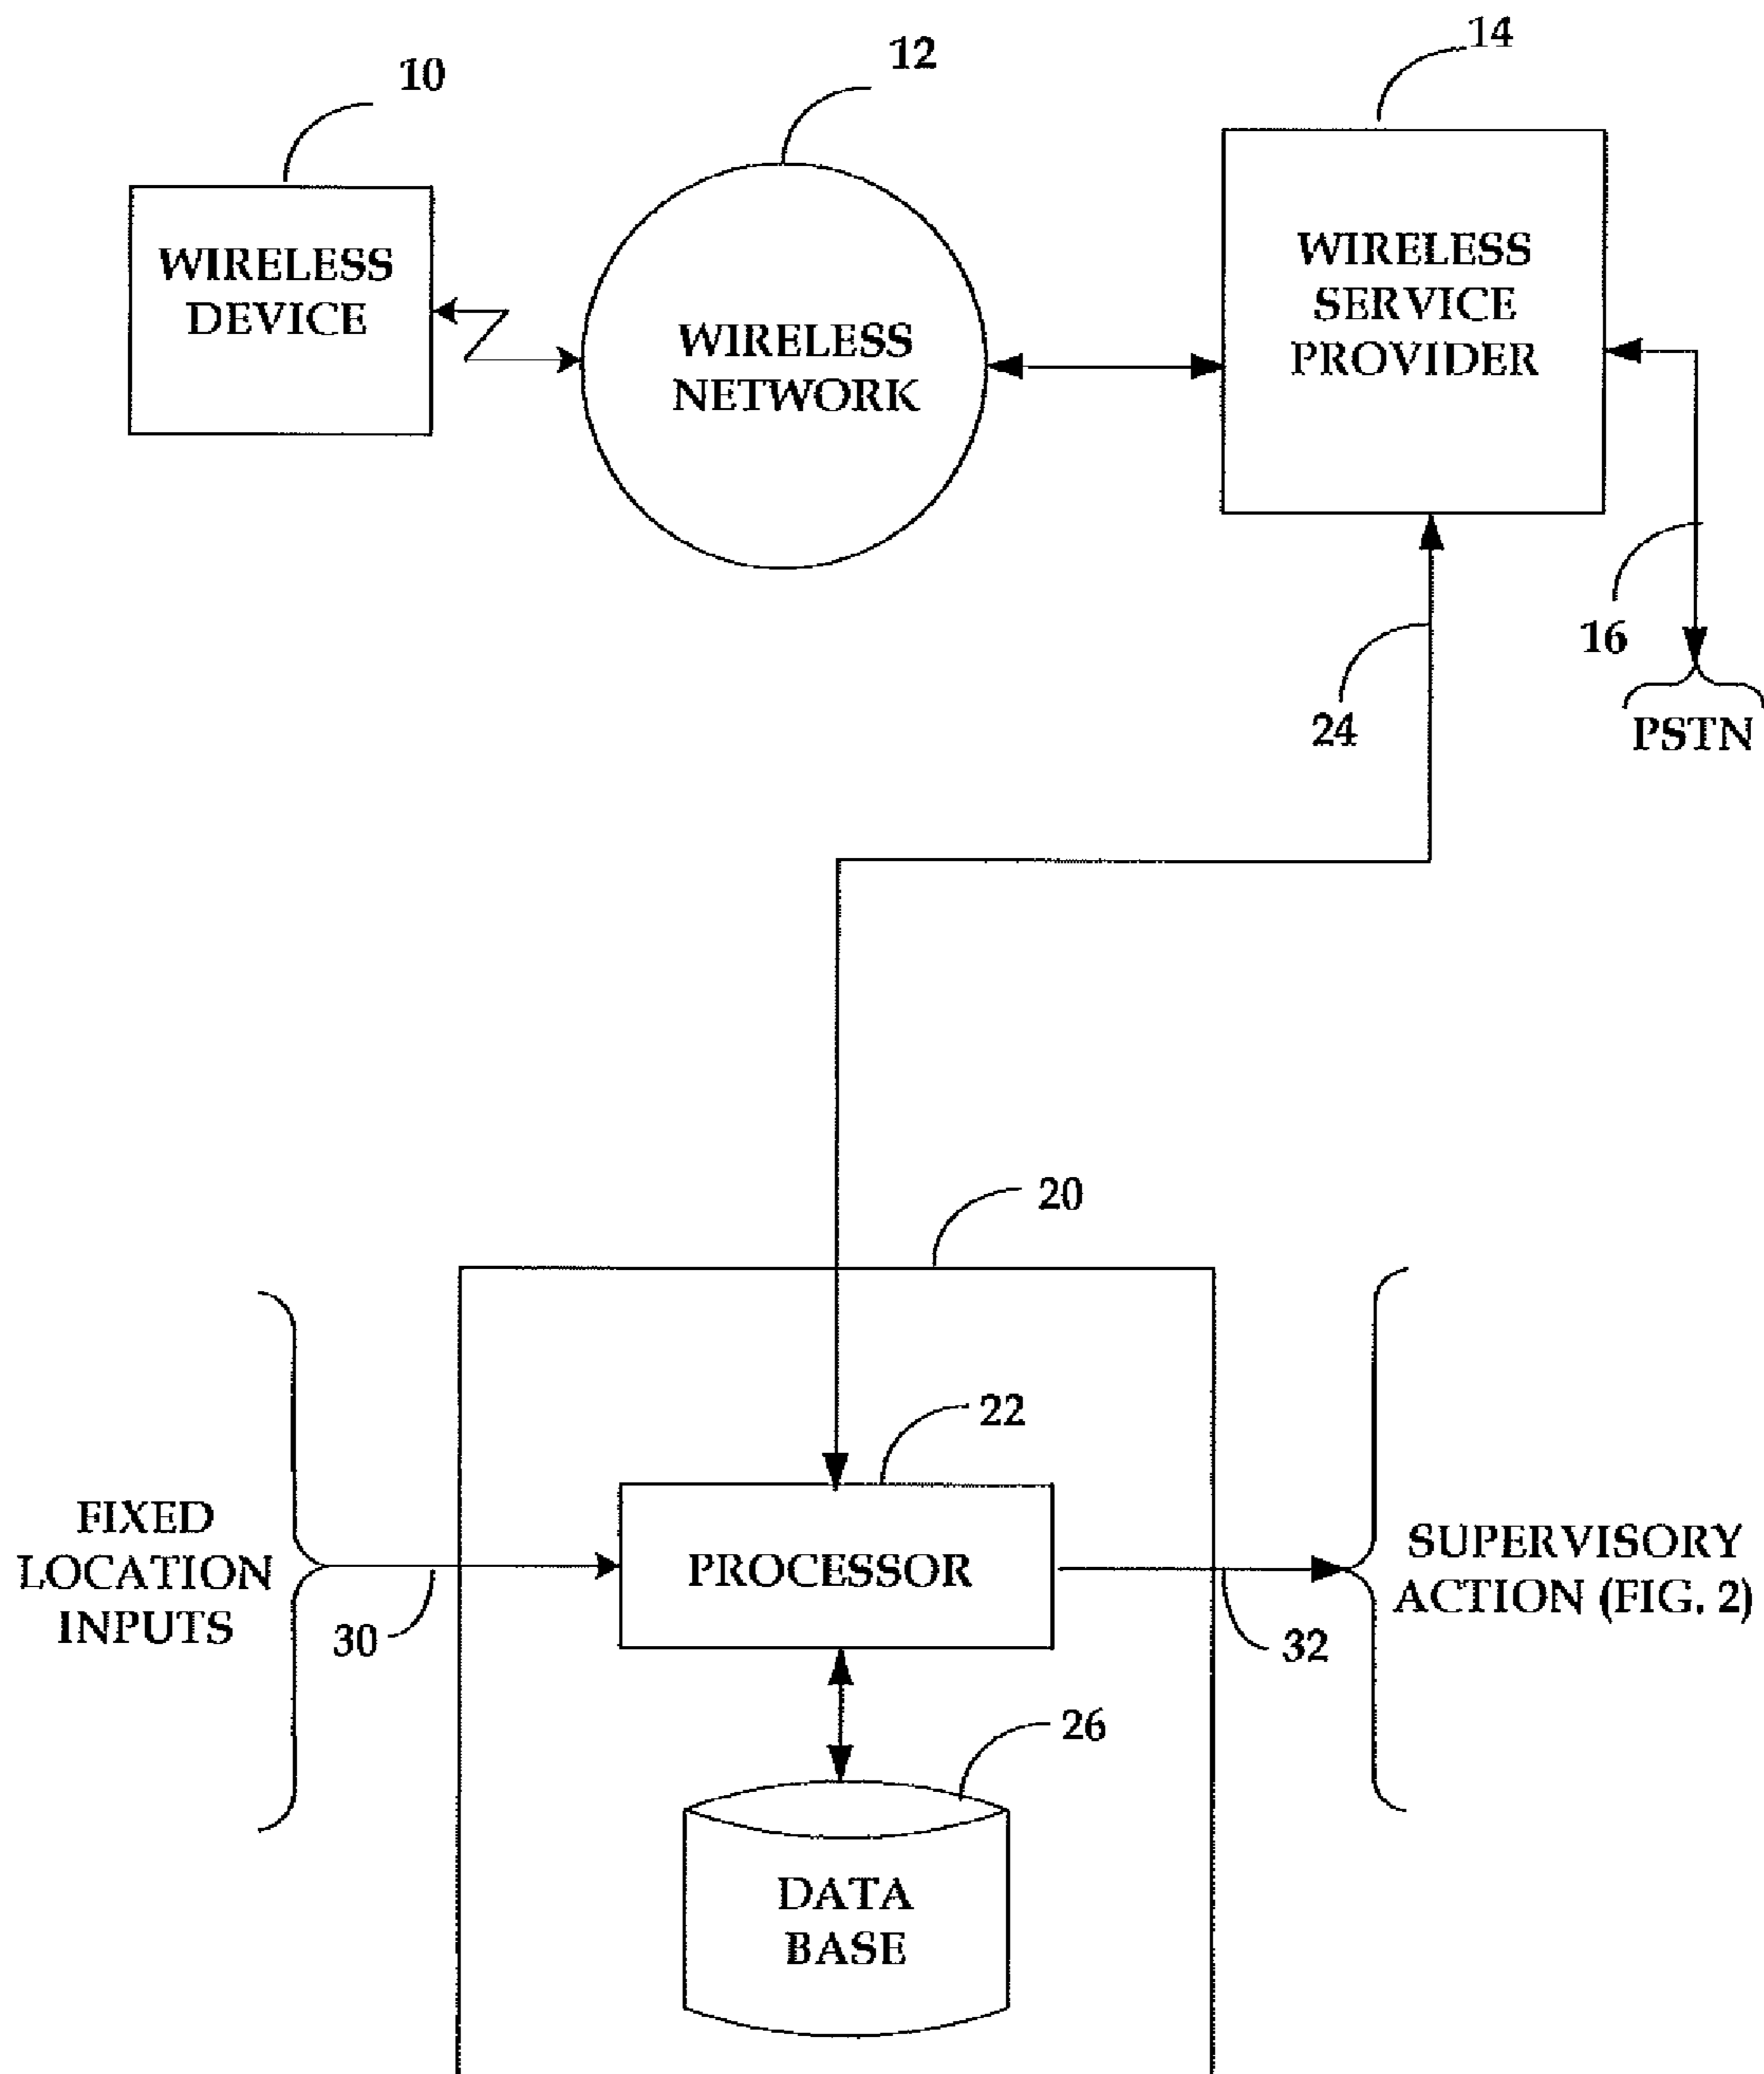 10
12
14
WIRELESS
DEVICE
WIRELESS
NETWORK
WIRELESS
SERVICE
PROVIDER
16
24
PSTN
20
22
FIXED
LOCATION
INPUTS
30
PROCESSOR
32
SUPERVISORY
ACTION (FIG. 2)
26
DATA
BASE